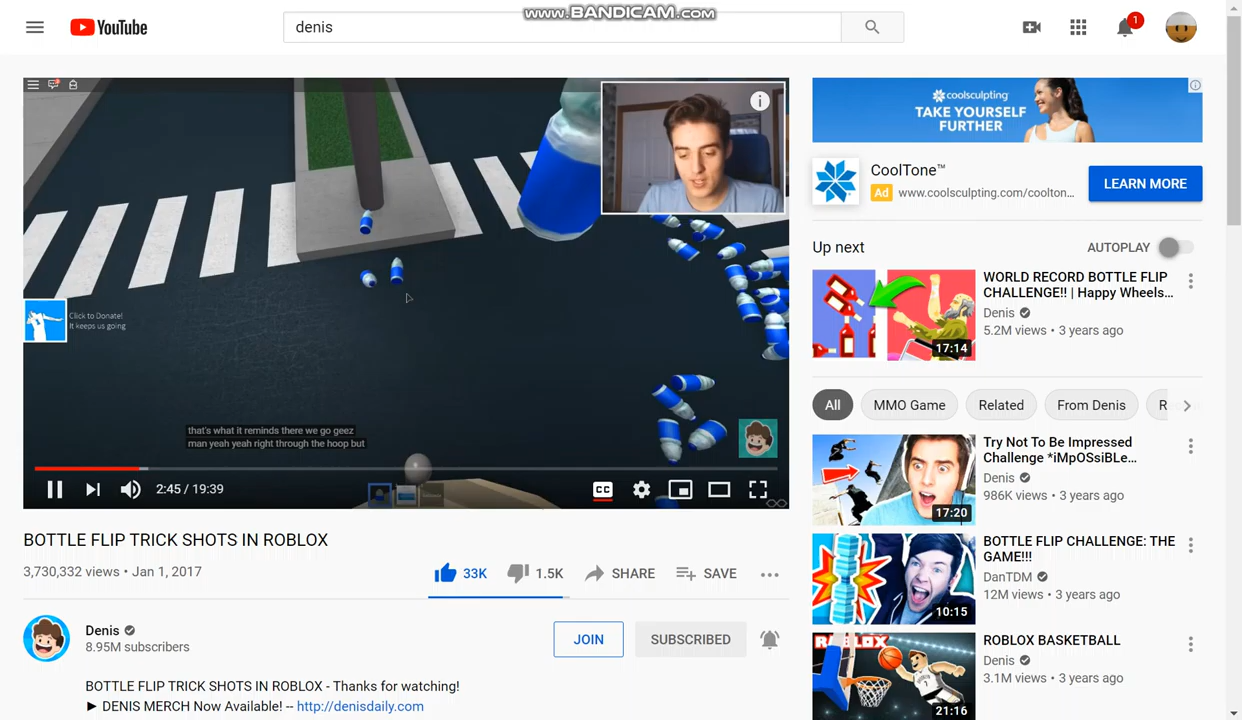 www.BANDICAM.com
YouTube
denis
1
Click to Donate!
It keeps us going
that's what it reminds there we go geez
man yeah yeah right through the hoop but
2:45 / 19:39
CC
BOTTLE FLIP TRICK SHOTS IN ROBLOX
3,730,332 views • Jan 1, 2017
33K
1.5K
SHARE
SAVE
Denis
8.95M subscribers
JOIN
SUBSCRIBED
BOTTLE FLIP TRICK SHOTS IN ROBLOX - Thanks for watching!
► DENIS MERCH Now Available! -- http://denisdaily.com
coolsculpting
TAKE YOURSELF
FURTHER
CoolTone™
Ad www.coolsculpting.com/coolton...
LEARN MORE
Up next
AUTOPLAY
WORLD RECORD BOTTLE FLIP
CHALLENGE!! | Happy Wheels...
Denis
5.2M views • 3 years ago
17:14
All
MMO Game
Related
From Denis
R
Try Not To Be Impressed
Challenge *iMpOSsiBLe...
Denis
986K views • 3 years ago
17:20
BOTTLE FLIP CHALLENGE: THE
GAME!!!
DanTDM
12M views • 3 years ago
10:15
ROBLOX BASKETBALL
Denis
3.1M views • 3 years ago
21:16